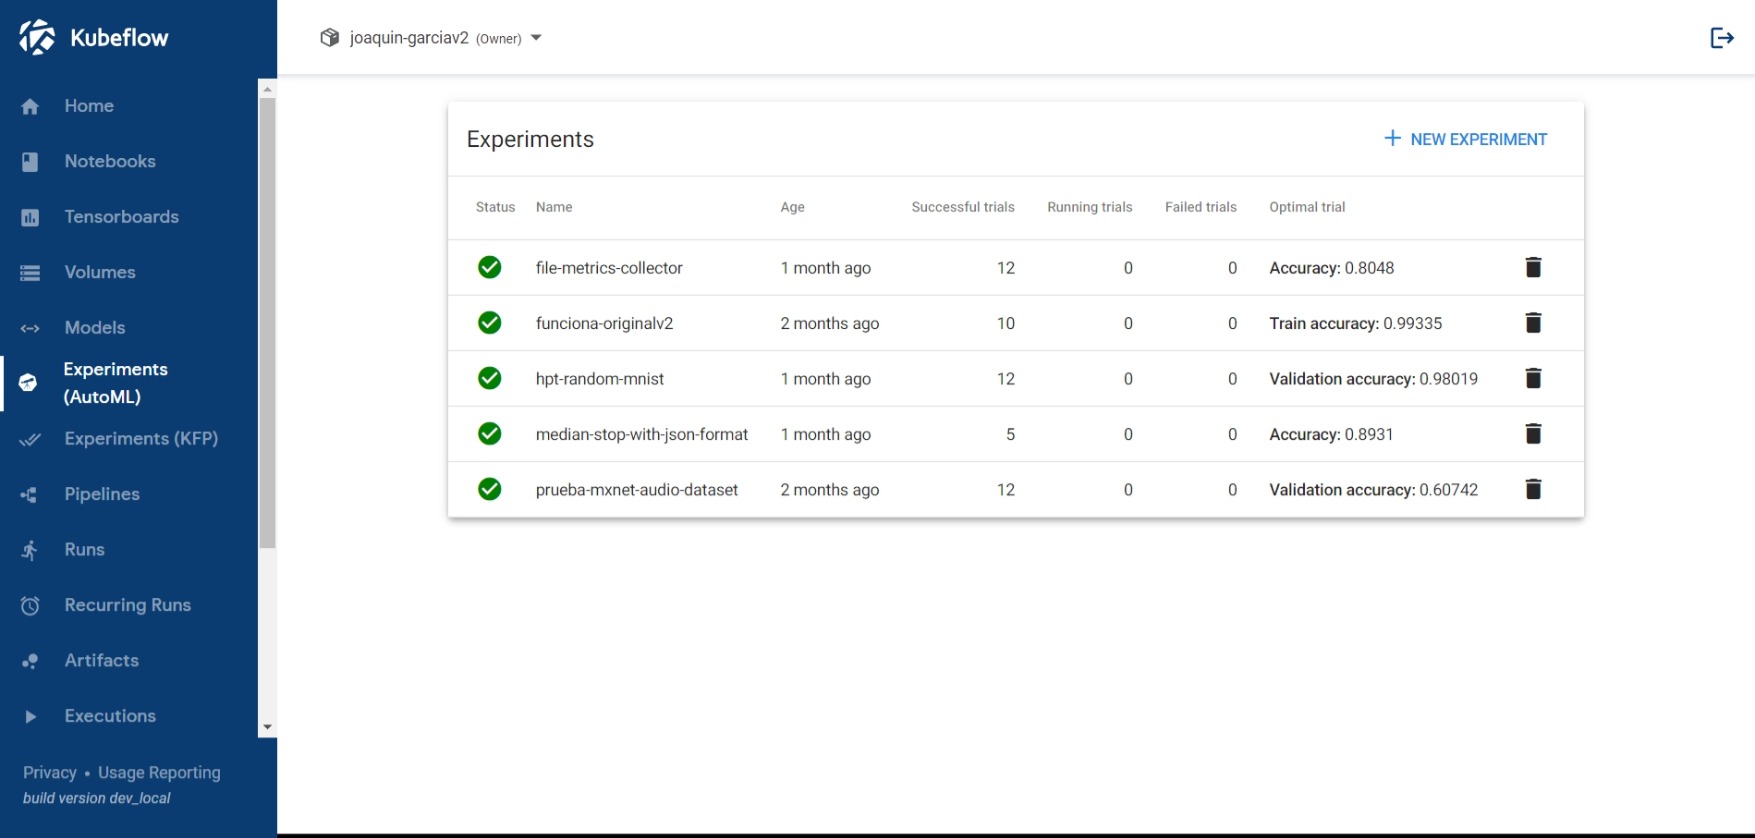 Kubeflow
joaquin-garciav2 (Owner)
Home
Notebooks
Tensorboards
Volumes
Models
Experiments
(AutoML)
Experiments (KFP)
Pipelines
Runs
Recurring Runs
Artifacts
Executions
Privacy • Usage Reporting
build version dev_local
Experiments
+ NEW EXPERIMENT
Status Name Age Successful trials Running trials Failed trials Optimal trial
file-metrics-collector 1 month ago 12 0 0 Accuracy: 0.8048
funciona-originalv2 2 months ago 10 0 0 Train accuracy: 0.99335
hpt-random-mnist 1 month ago 12 0 0 Validation accuracy: 0.98019
median-stop-with-json-format 1 month ago 5 0 0 Accuracy: 0.8931
prueba-mxnet-audio-dataset 2 months ago 12 0 0 Validation accuracy: 0.60742